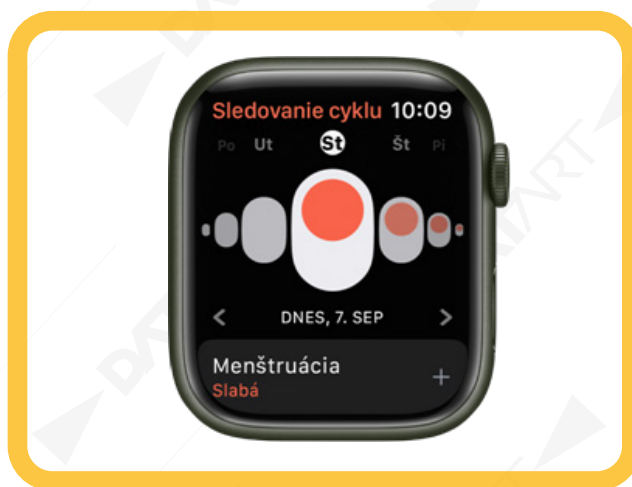 Sledovanie cyklu 10:09
Po Ut St Št Pi
DNES, 7. SEP
Menštruácia
Slabá
+